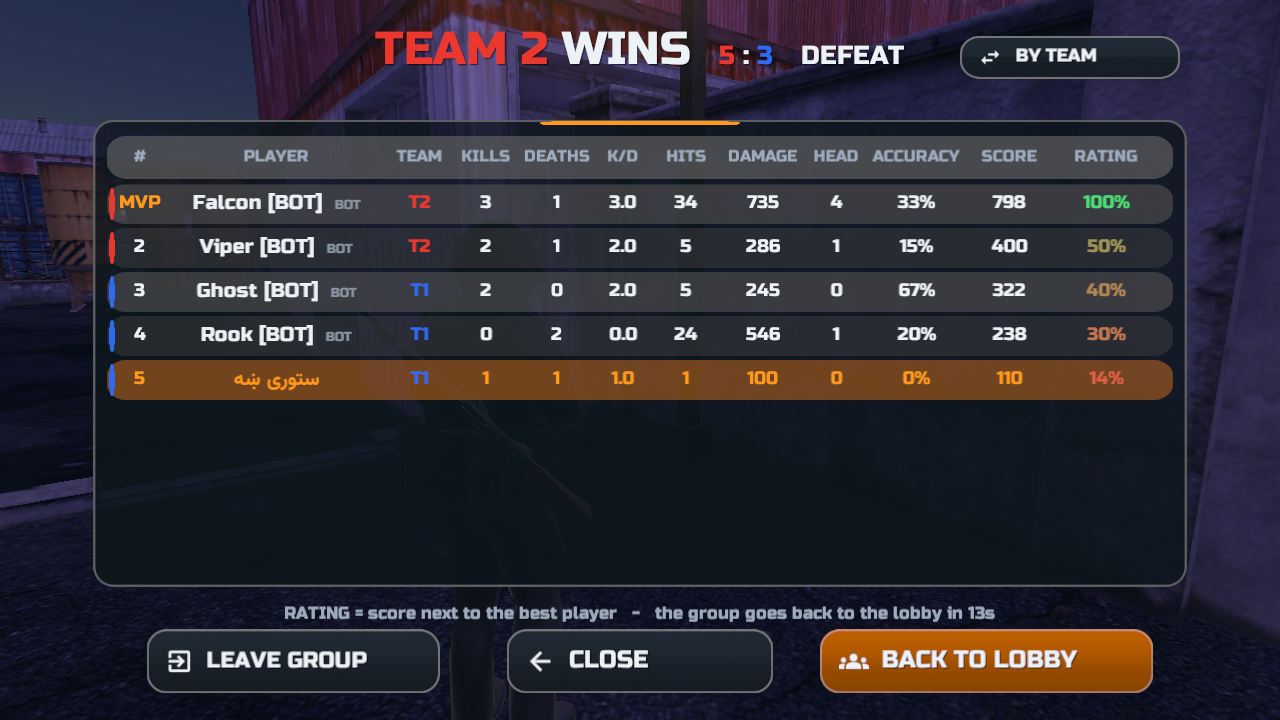 TEAM 2 WINS 5 : 3 DEFEAT BY TEAM
# PLAYER TEAM KILLS DEATHS K/D HITS DAMAGE HEAD ACCURACY SCORE RATING
MVP Falcon [BOT] BOT T2 3 1 3.0 34 735 4 33% 798 100%
2 Viper [BOT] BOT T2 2 1 2.0 5 286 1 15% 400 50%
3 Ghost [BOT] BOT T1 2 0 2.0 5 245 0 67% 322 40%
4 Rook [BOT] BOT T1 0 2 0.0 24 546 1 20% 238 30%
5 ستوری ښه T1 1 1 1.0 1 100 0 0% 110 14%
RATING = score next to the best player - the group goes back to the lobby in 13s
LEAVE GROUP CLOSE BACK TO LOBBY